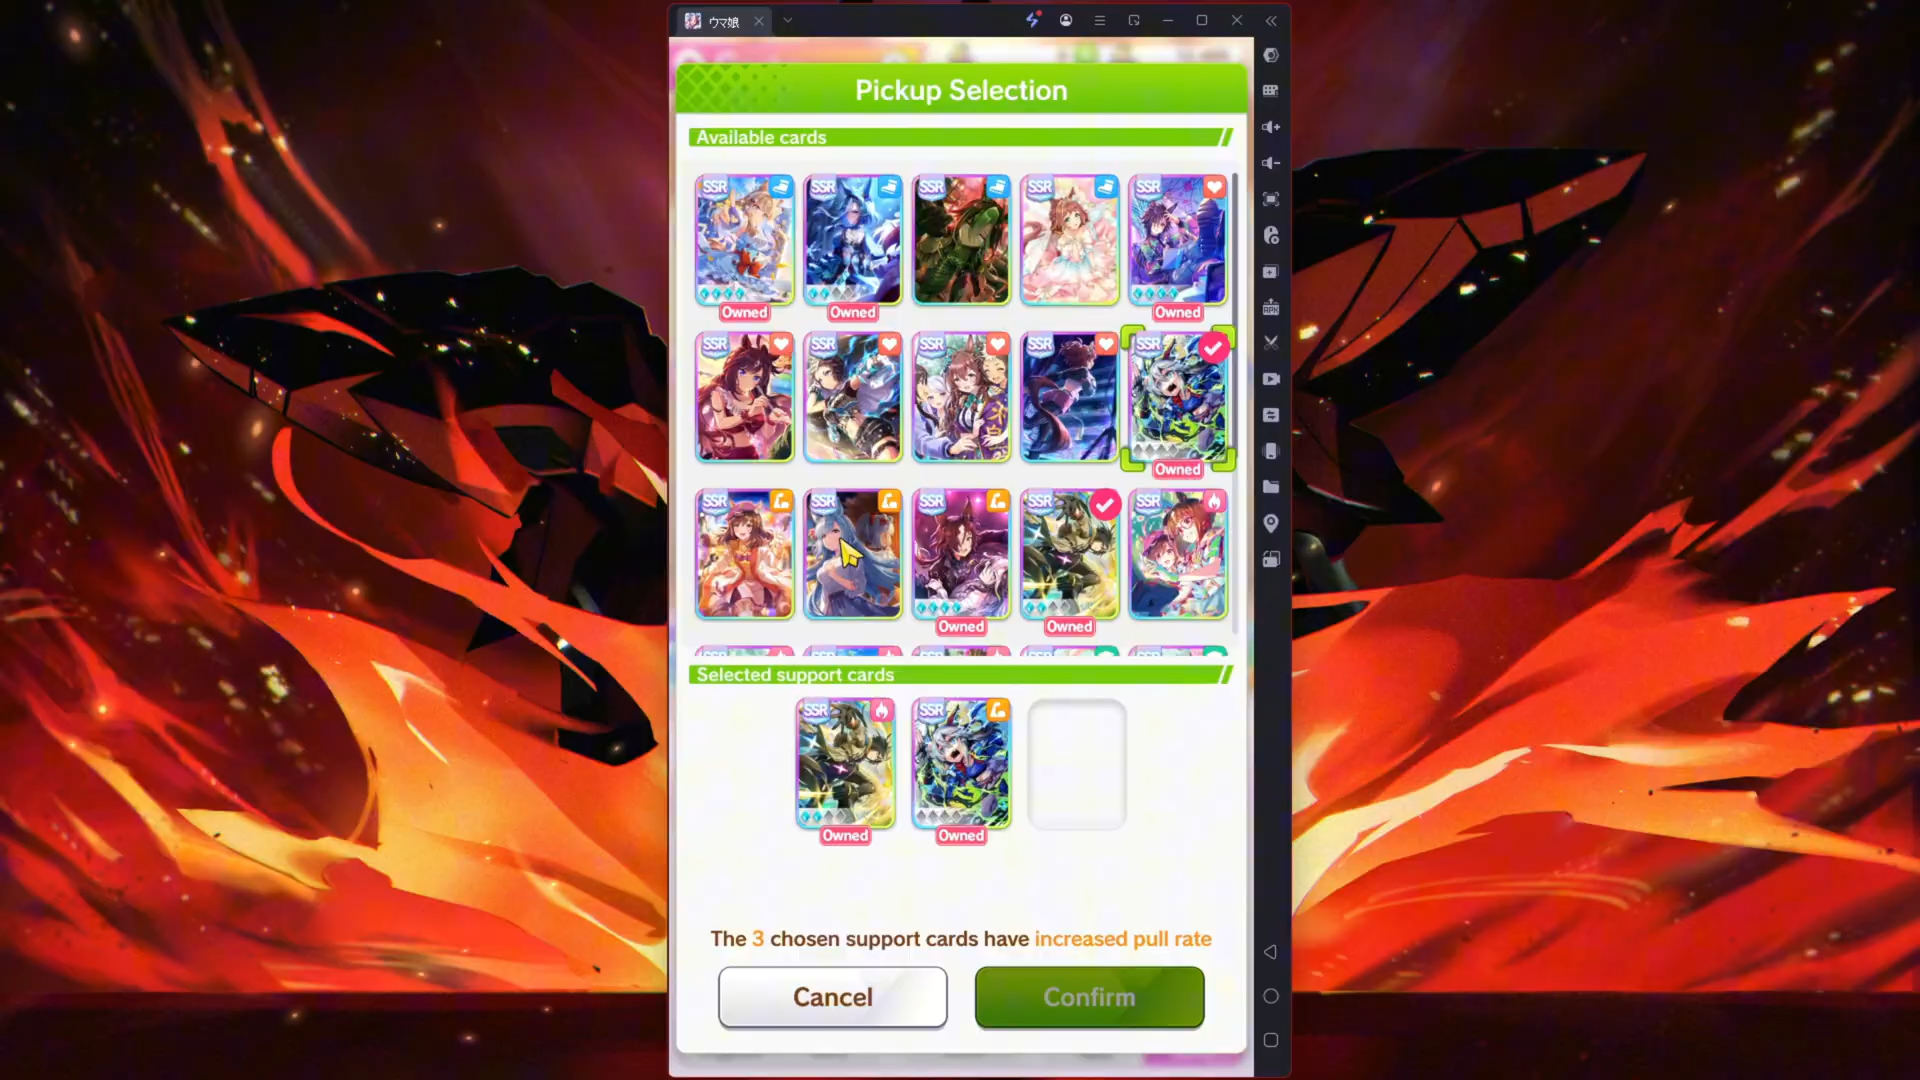 ウマ娘
Pickup Selection
Available cards
SSR SSR SSR SSR SSR
Owned Owned Owned
SSR SSR SSR SSR SSR
Owned
SSR SSR SSR SSR SSR
Owned Owned
Selected support cards
SSR SSR
Owned Owned
The 3 chosen support cards have increased pull rate
Cancel Confirm